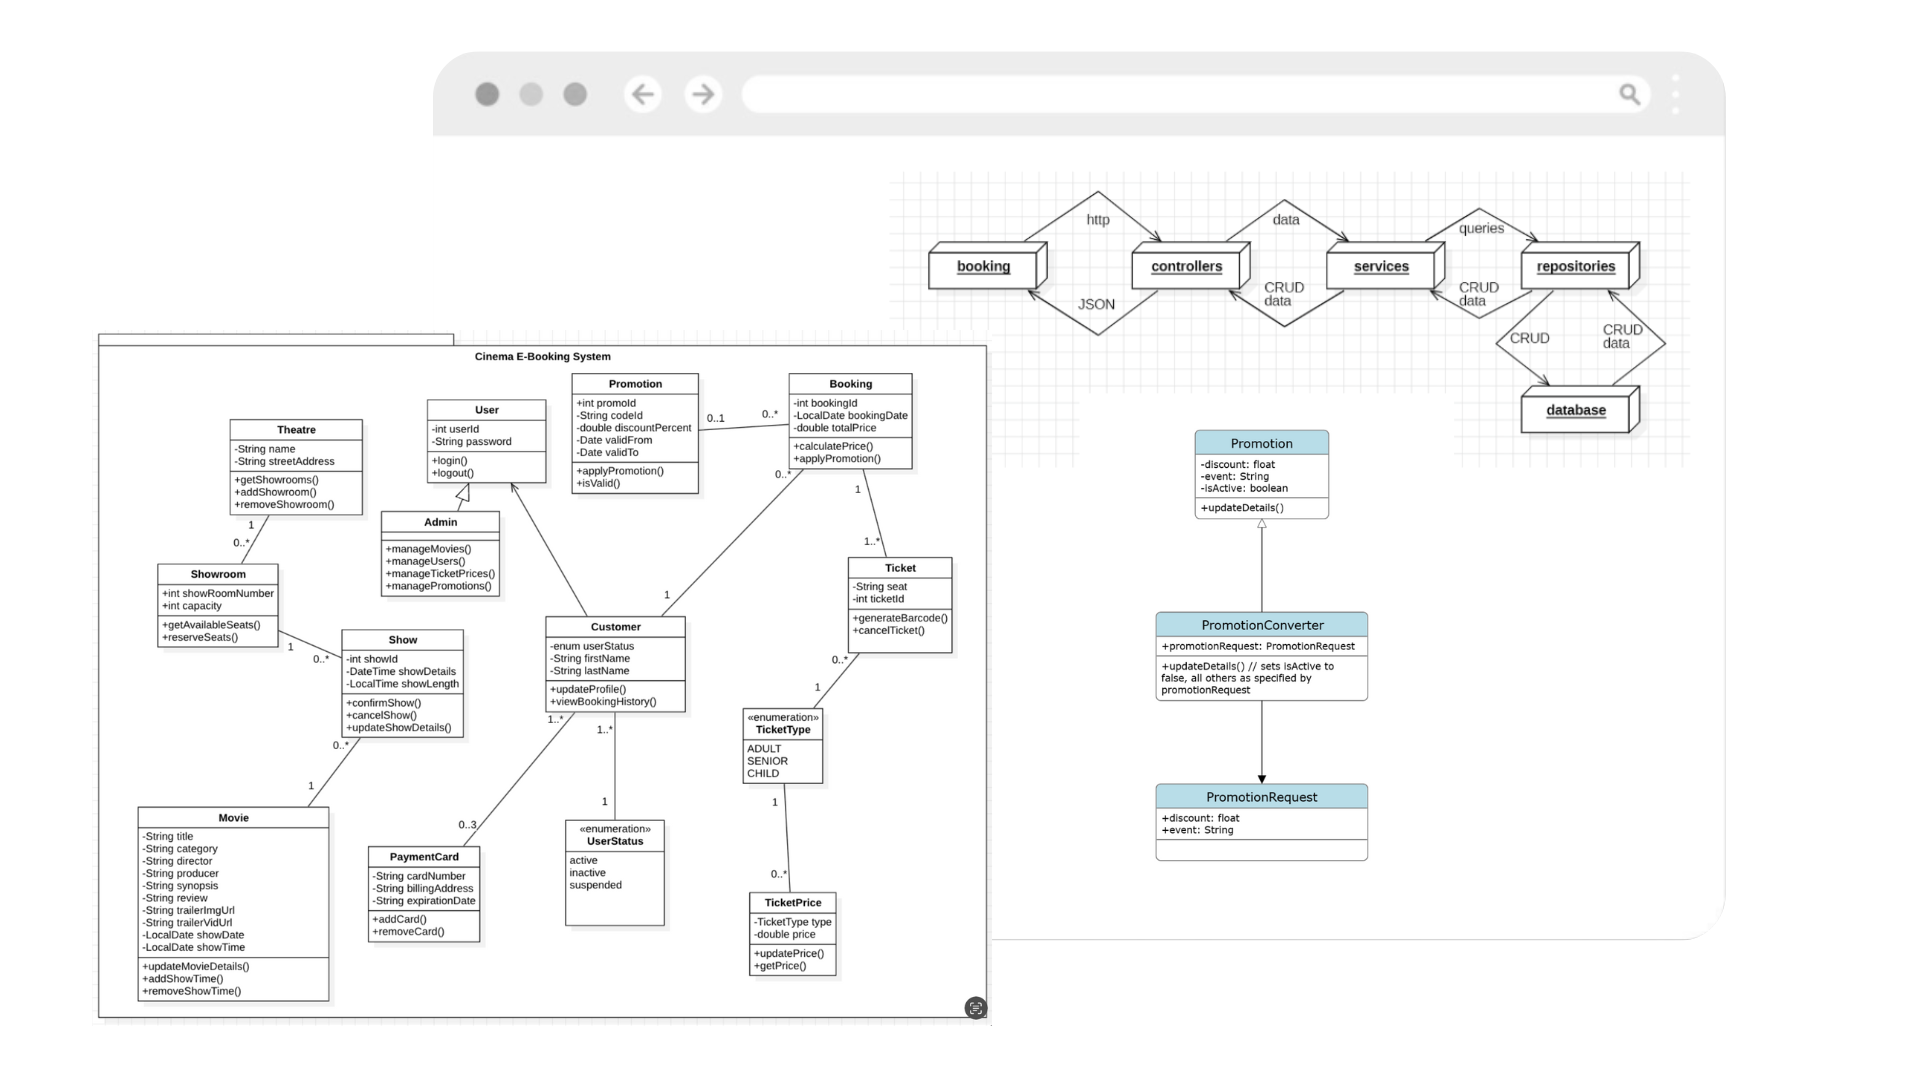 http
data
queries
booking
controllers
services
repositories
JSON
CRUD
data
CRUD
data
CRUD
CRUD
data
database
Cinema E-Booking System
Theatre
-String name
-String streetAddress
+getShowrooms()
+addShowroom()
+removeShowroom()
1
0..*
User
-int userId
-String password
+login()
+logout()
Promotion
+int promoId
-String codeId
-double discountPercent
-Date validFrom
-Date validTo
+applyPromotion()
+isValid()
0..1
0..*
Booking
-int bookingId
-LocalDate bookingDate
-double totalPrice
+calculatePrice()
+applyPromotion()
0..*
1
1
1..*
Admin
+manageMovies()
+manageUsers()
+manageTicketPrices()
+managePromotions()
Showroom
+int showRoomNumber
+int capacity
+getAvailableSeats()
+reserveSeats()
1
0..*
Show
-int showId
-DateTime showDetails
-LocalTime showLength
+confirmShow()
+cancelShow()
+updateShowDetails()
0..*
1
Customer
-enum userStatus
-String firstName
-String lastName
+updateProfile()
+viewBookingHistory()
1..*
0..3
1..*
1
Ticket
-String seat
-int ticketId
+generateBarcode()
+cancelTicket()
0..*
1
«enumeration»
TicketType
ADULT
SENIOR
CHILD
1
0..*
Movie
-String title
-String category
-String director
-String producer
-String synopsis
-String review
-String trailerImgUrl
-String trailerVidUrl
-LocalDate showDate
-LocalDate showTime
+updateMovieDetails()
+addShowTime()
+removeShowTime()
PaymentCard
-String cardNumber
-String billingAddress
-String expirationDate
+addCard()
+removeCard()
«enumeration»
UserStatus
active
inactive
suspended
TicketPrice
-TicketType type
-double price
+updatePrice()
+getPrice()
Promotion
-discount: float
-event: String
-isActive: boolean
+updateDetails()
PromotionConverter
+promotionRequest: PromotionRequest
+updateDetails() // sets isActive to
false, all others as specified by
promotionRequest
PromotionRequest
+discount: float
+event: String